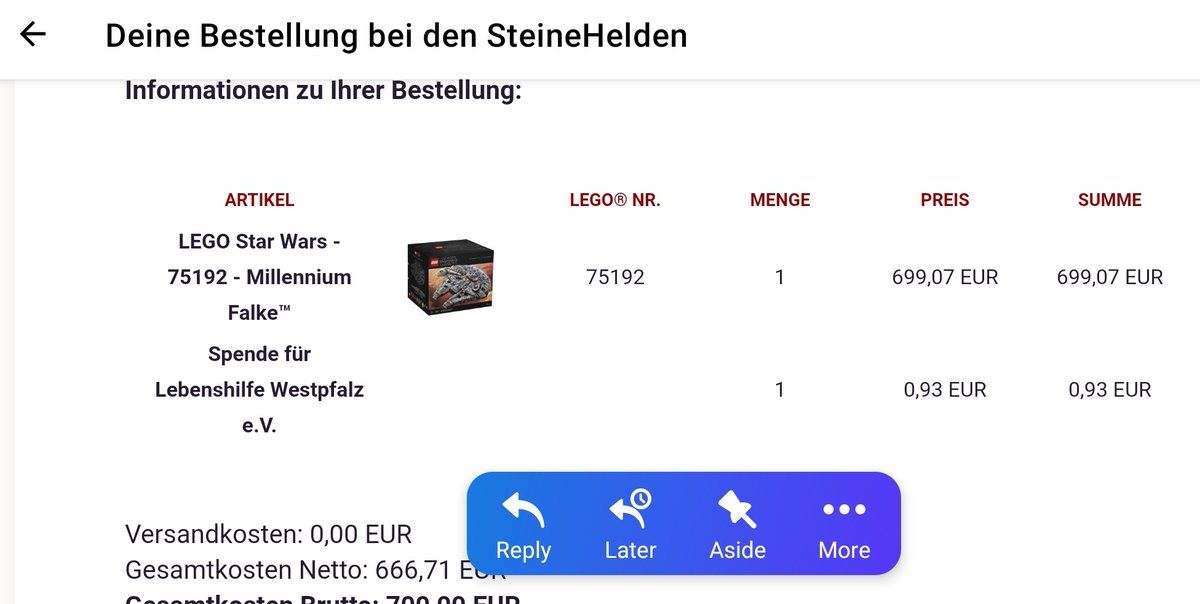 Deine Bestellung bei den SteineHelden
Informationen zu Ihrer Bestellung:
ARTIKEL LEGO® NR. MENGE PREIS SUMME
LEGO Star Wars -
75192 - Millennium
Falke™
75192 1 699,07 EUR 699,07 EUR
Spende für
Lebenshilfe Westpfalz
e.V.
1 0,93 EUR 0,93 EUR
Versandkosten: 0,00 EUR
Gesamtkosten Netto: 666,71 EUR
Gesamtkosten Brutto: 700,00 EUR
Reply Later Aside More